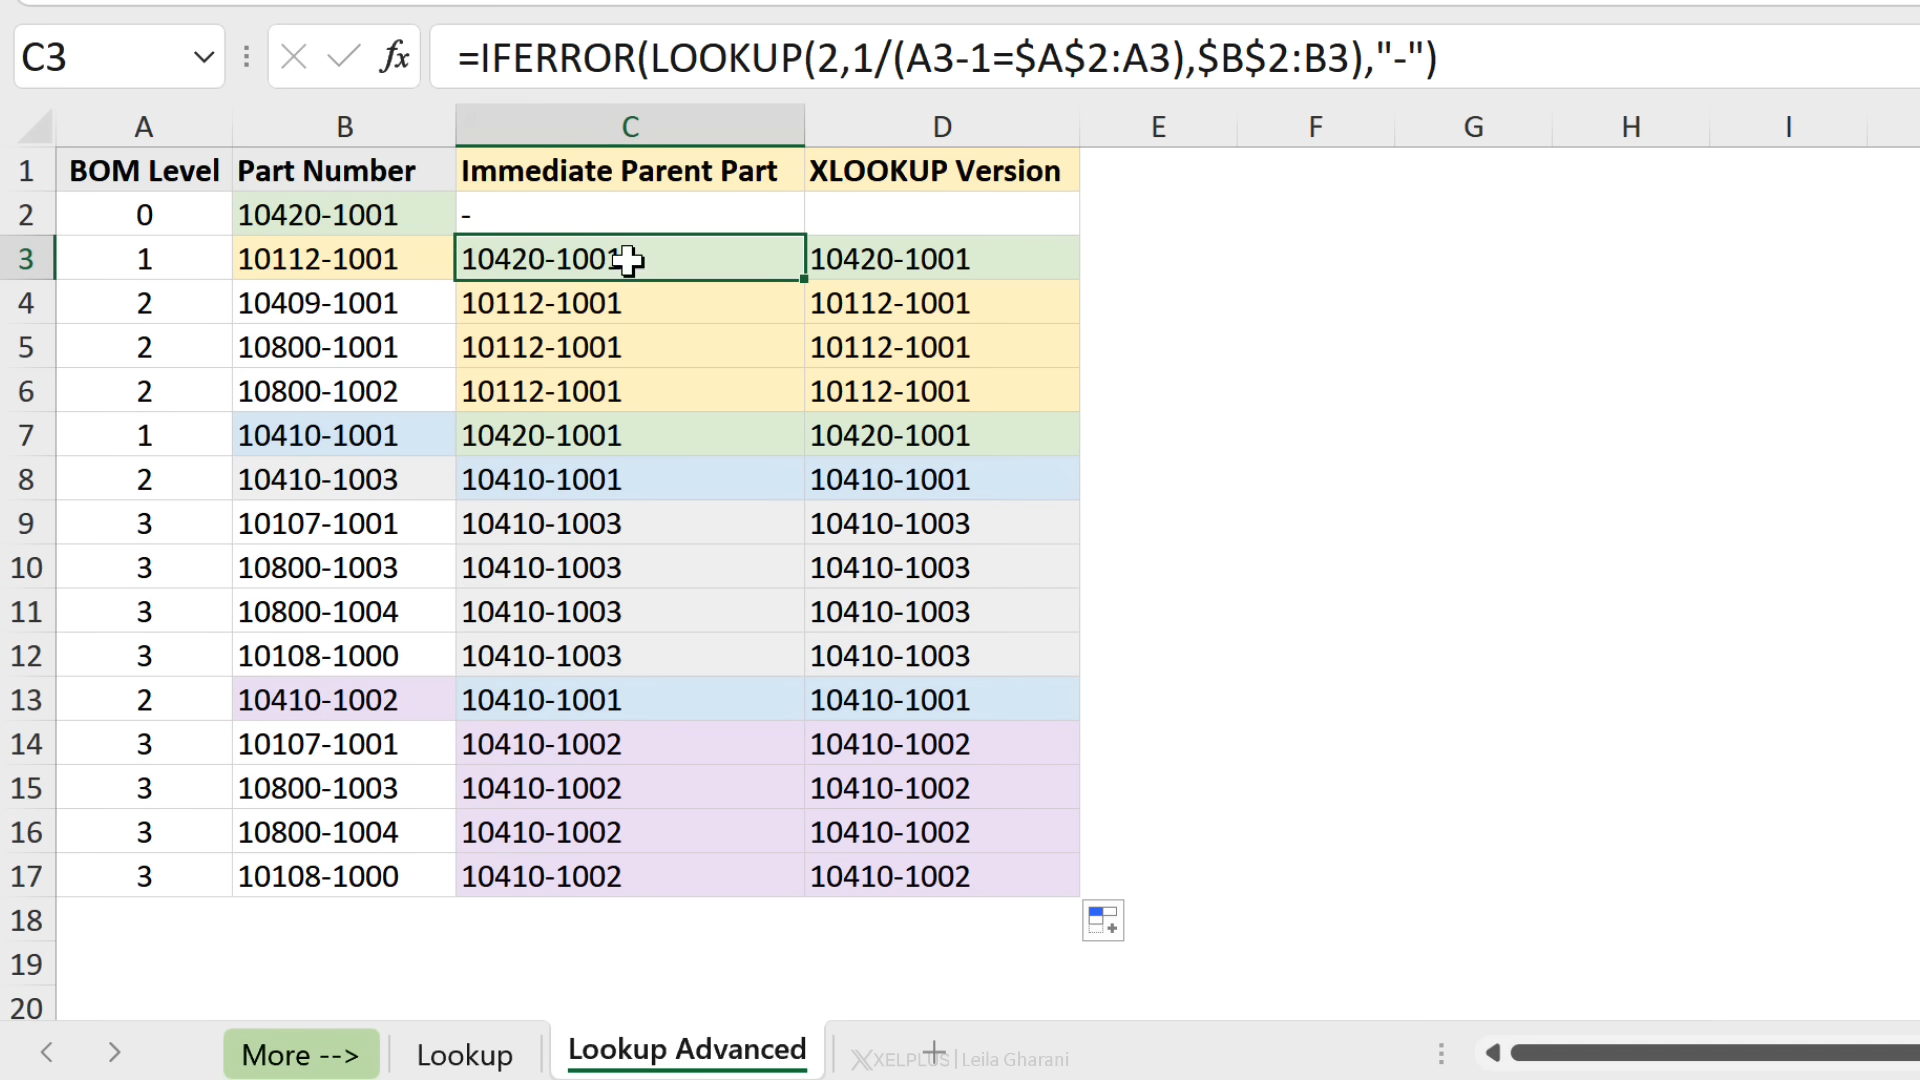 C3 fx =IFERROR(LOOKUP(2,1/(A3-1=$A$2:A3),$B$2:B3),"-")
A B C D E F G H I
1 BOM Level Part Number Immediate Parent Part XLOOKUP Version
2 0 10420-1001 -
3 1 10112-1001 10420-1001 10420-1001
4 2 10409-1001 10112-1001 10112-1001
5 2 10800-1001 10112-1001 10112-1001
6 2 10800-1002 10112-1001 10112-1001
7 1 10410-1001 10420-1001 10420-1001
8 2 10410-1003 10410-1001 10410-1001
9 3 10107-1001 10410-1003 10410-1003
10 3 10800-1003 10410-1003 10410-1003
11 3 10800-1004 10410-1003 10410-1003
12 3 10108-1000 10410-1003 10410-1003
13 2 10410-1002 10410-1001 10410-1001
14 3 10107-1001 10410-1002 10410-1002
15 3 10800-1003 10410-1002 10410-1002
16 3 10800-1004 10410-1002 10410-1002
17 3 10108-1000 10410-1002 10410-1002
18
19
20
More --> Lookup Lookup Advanced XELPLUS | Leila Gharani